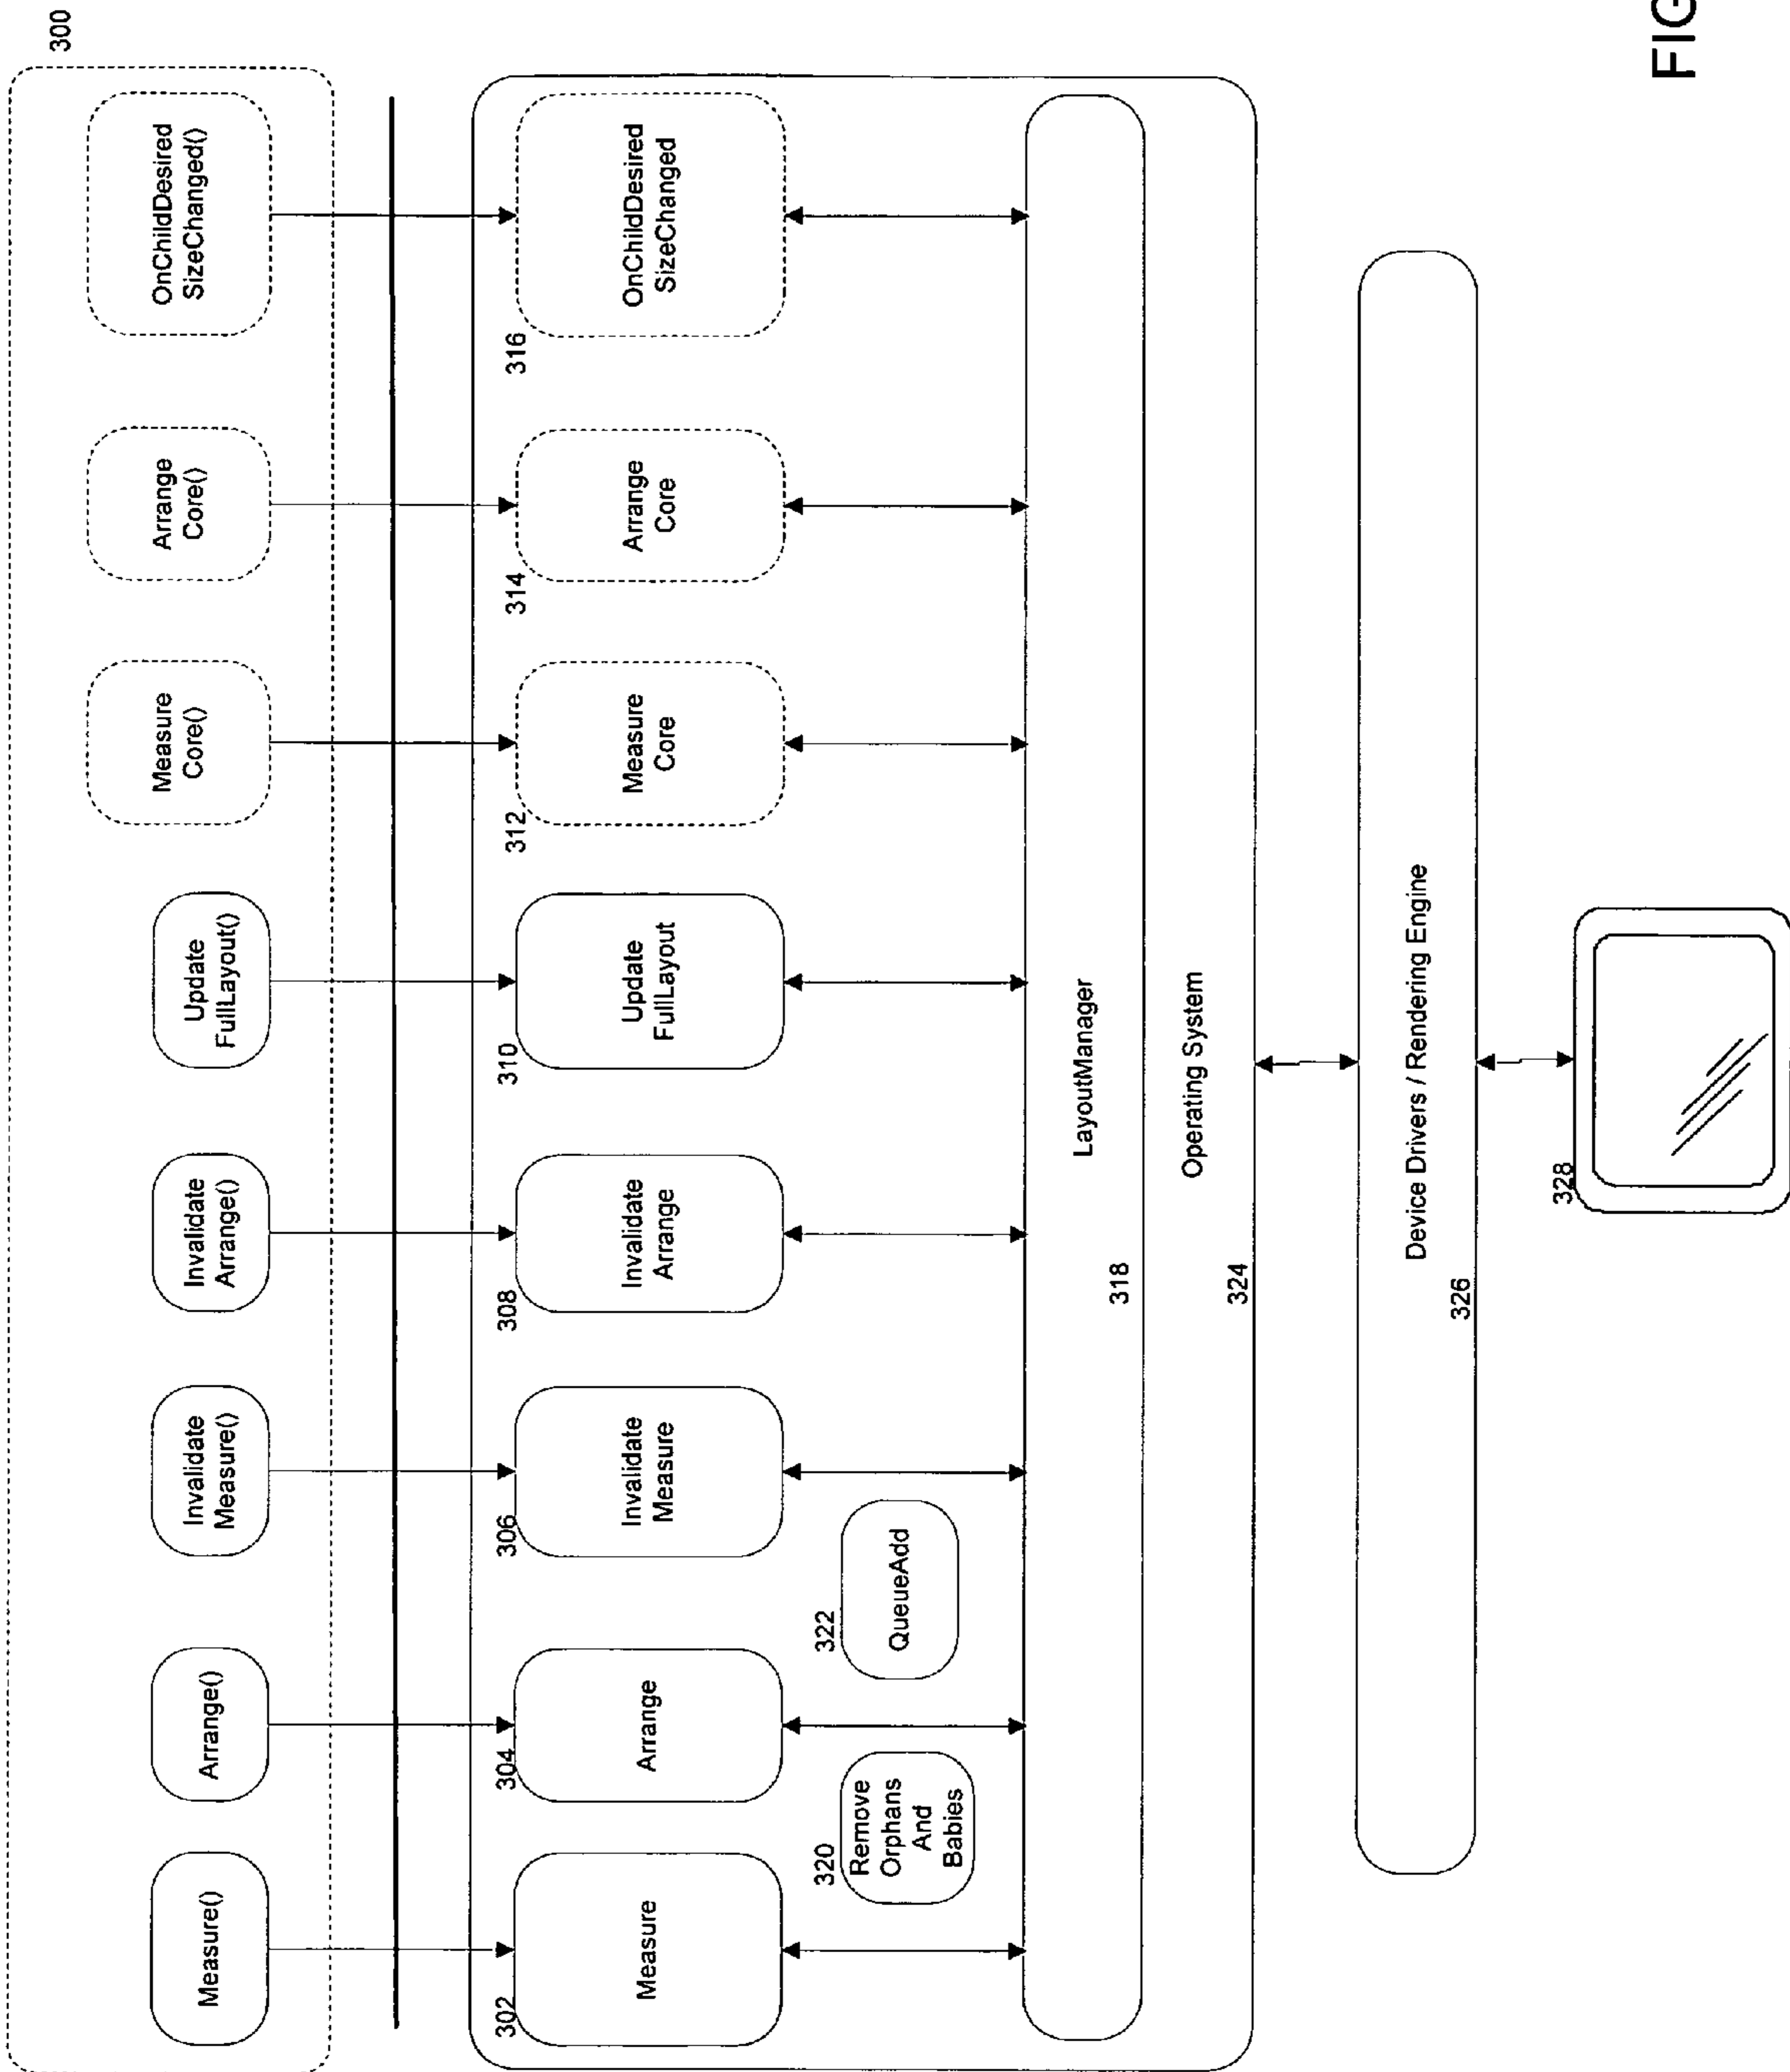 300
Measure()
Arrange()
Invalidate
Measure()
Invalidate
Arrange()
Update
FullLayout()
Measure
Core()
Arrange
Core()
OnChildDesired
SizeChanged()
302
Measure
304
Arrange
306
Invalidate
Measure
308
Invalidate
Arrange
310
Update
FullLayout
312
Measure
Core
314
Arrange
Core
316
OnChildDesired
SizeChanged
320
Remove
Orphans
And
Babies
322
QueueAdd
LayoutManager
318
Operating System
324
Device Drivers / Rendering Engine
326
328